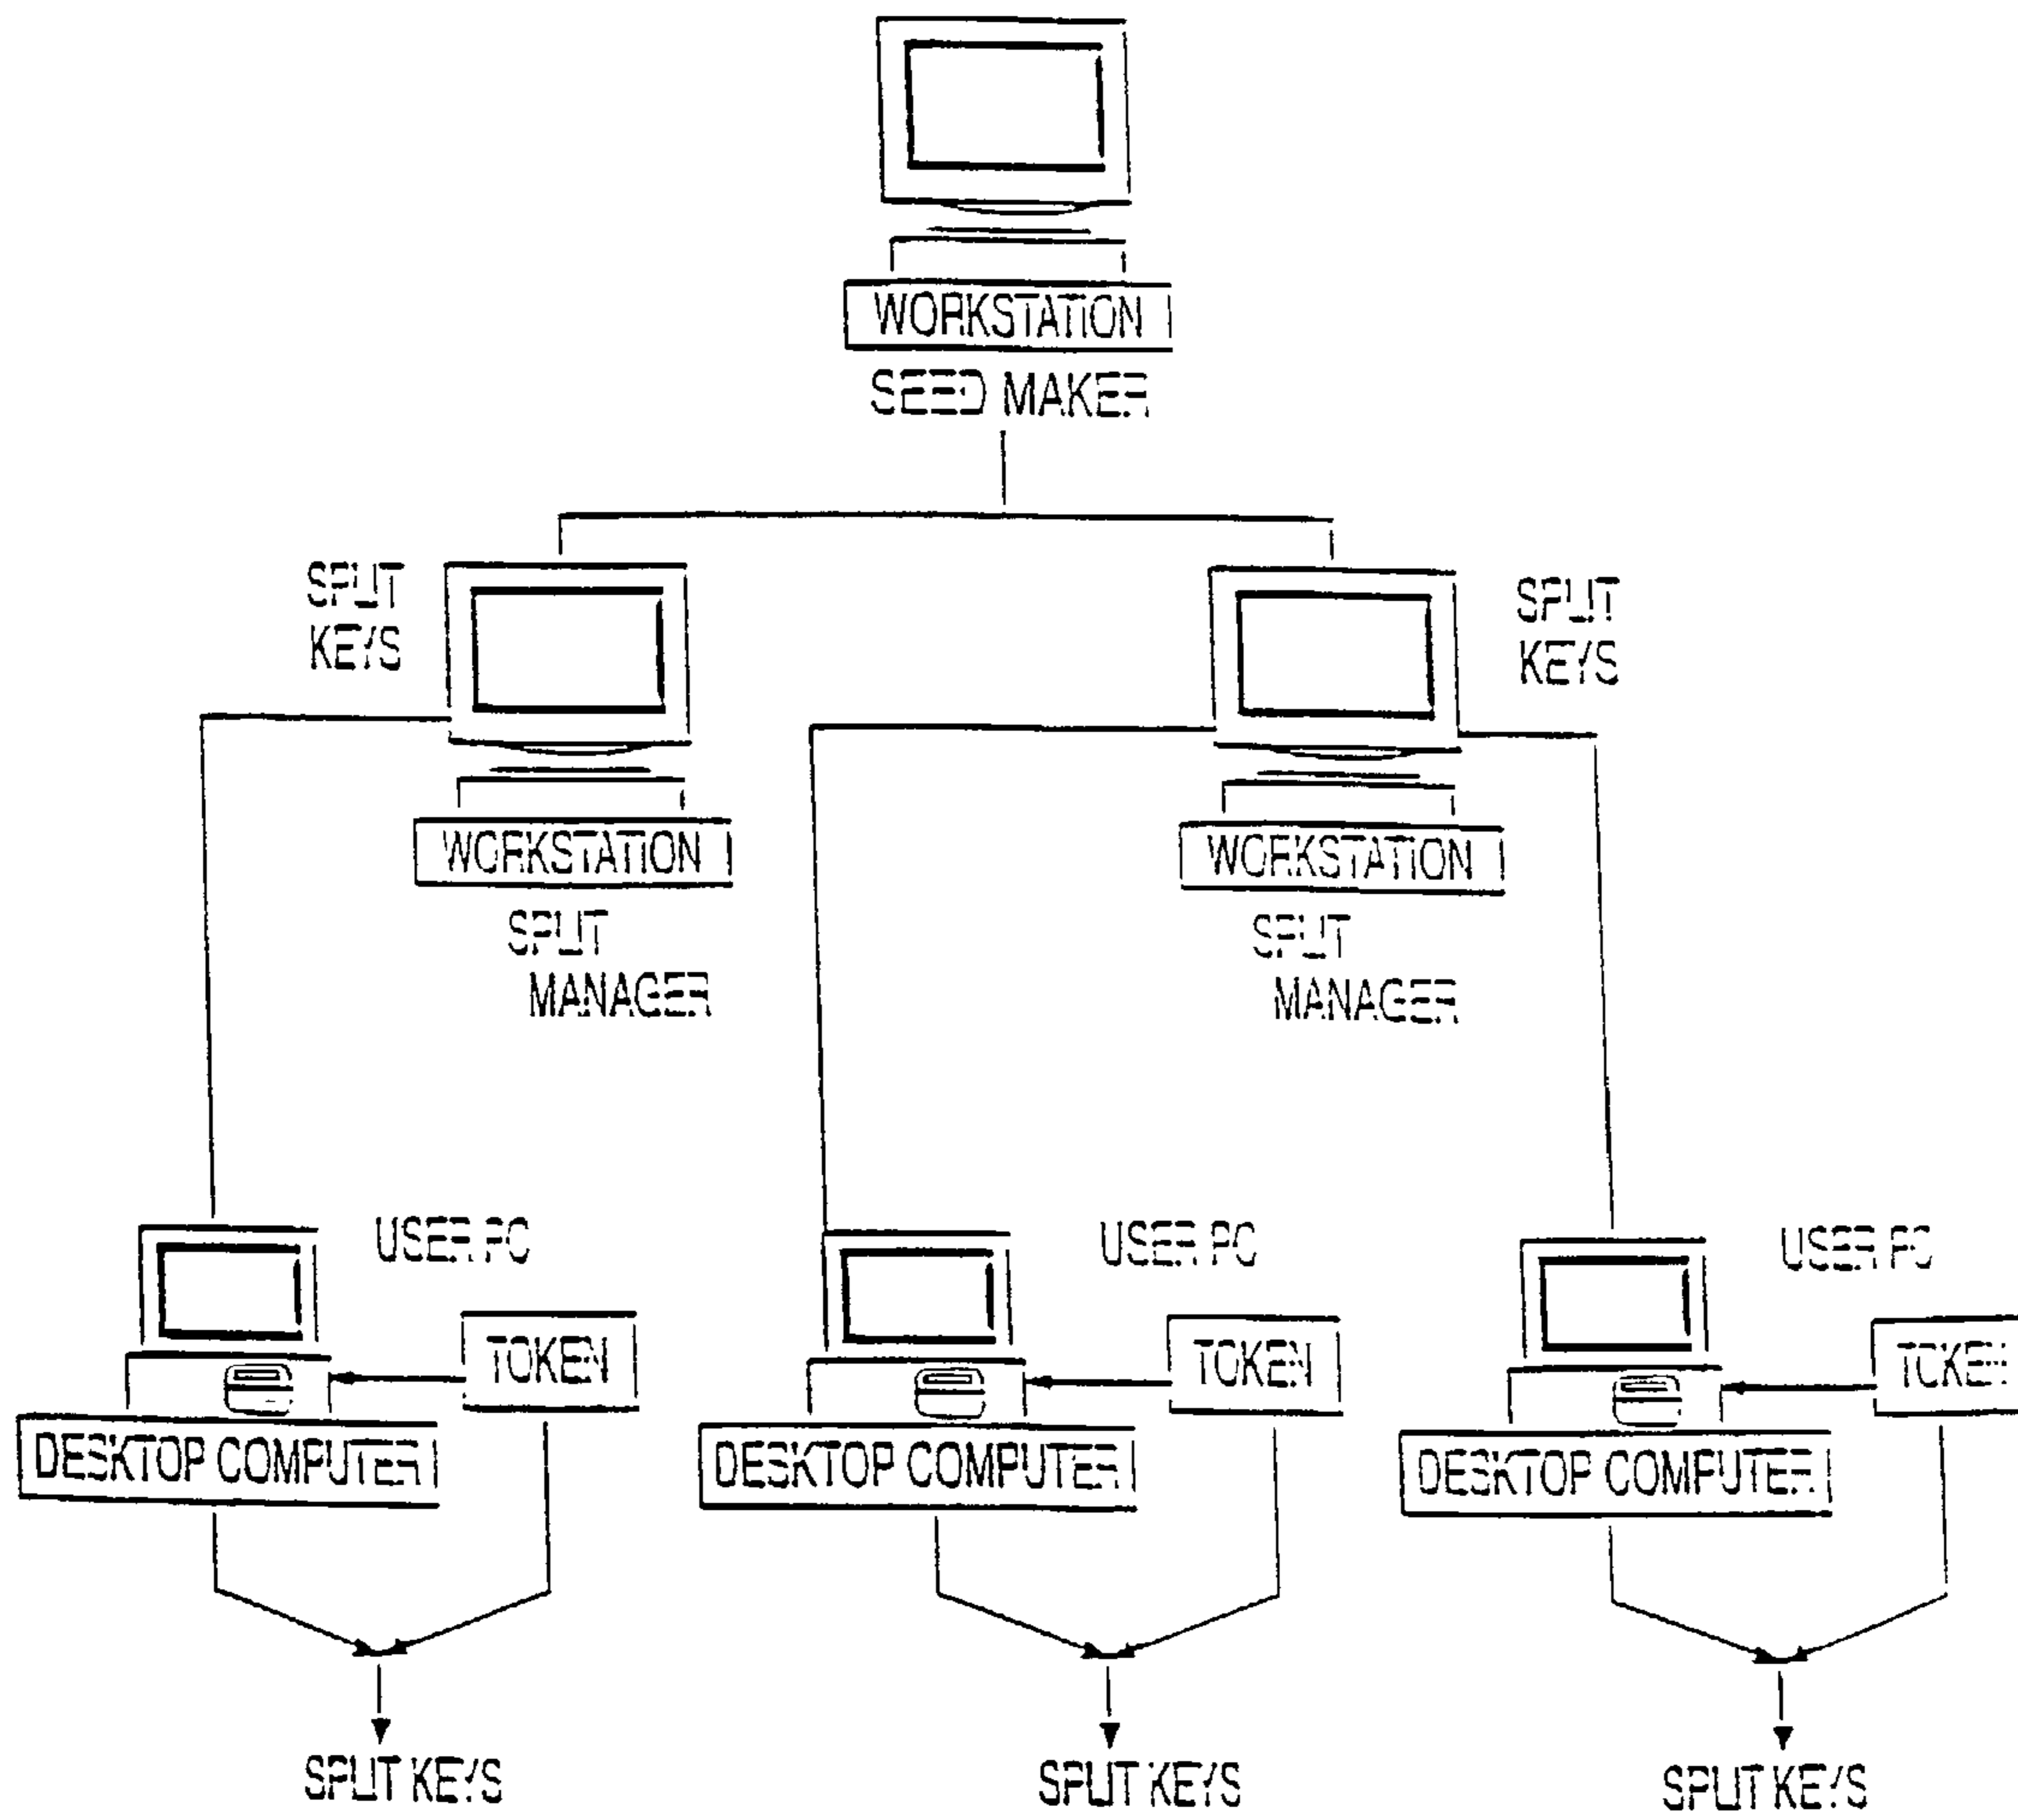 WORKSTATION
SEED MAKER
SPLIT
KEYS
SPLIT
KEYS
WORKSTATION
WORKSTATION
SPLIT
MANAGER
SPLIT
MANAGER
USER PC
USER PC
USER PC
TOKEN
TOKEN
TOKEN
DESKTOP COMPUTER
DESKTOP COMPUTER
DESKTOP COMPUTER
SPLIT KEYS
SPLIT KEYS
SPLIT KEYS